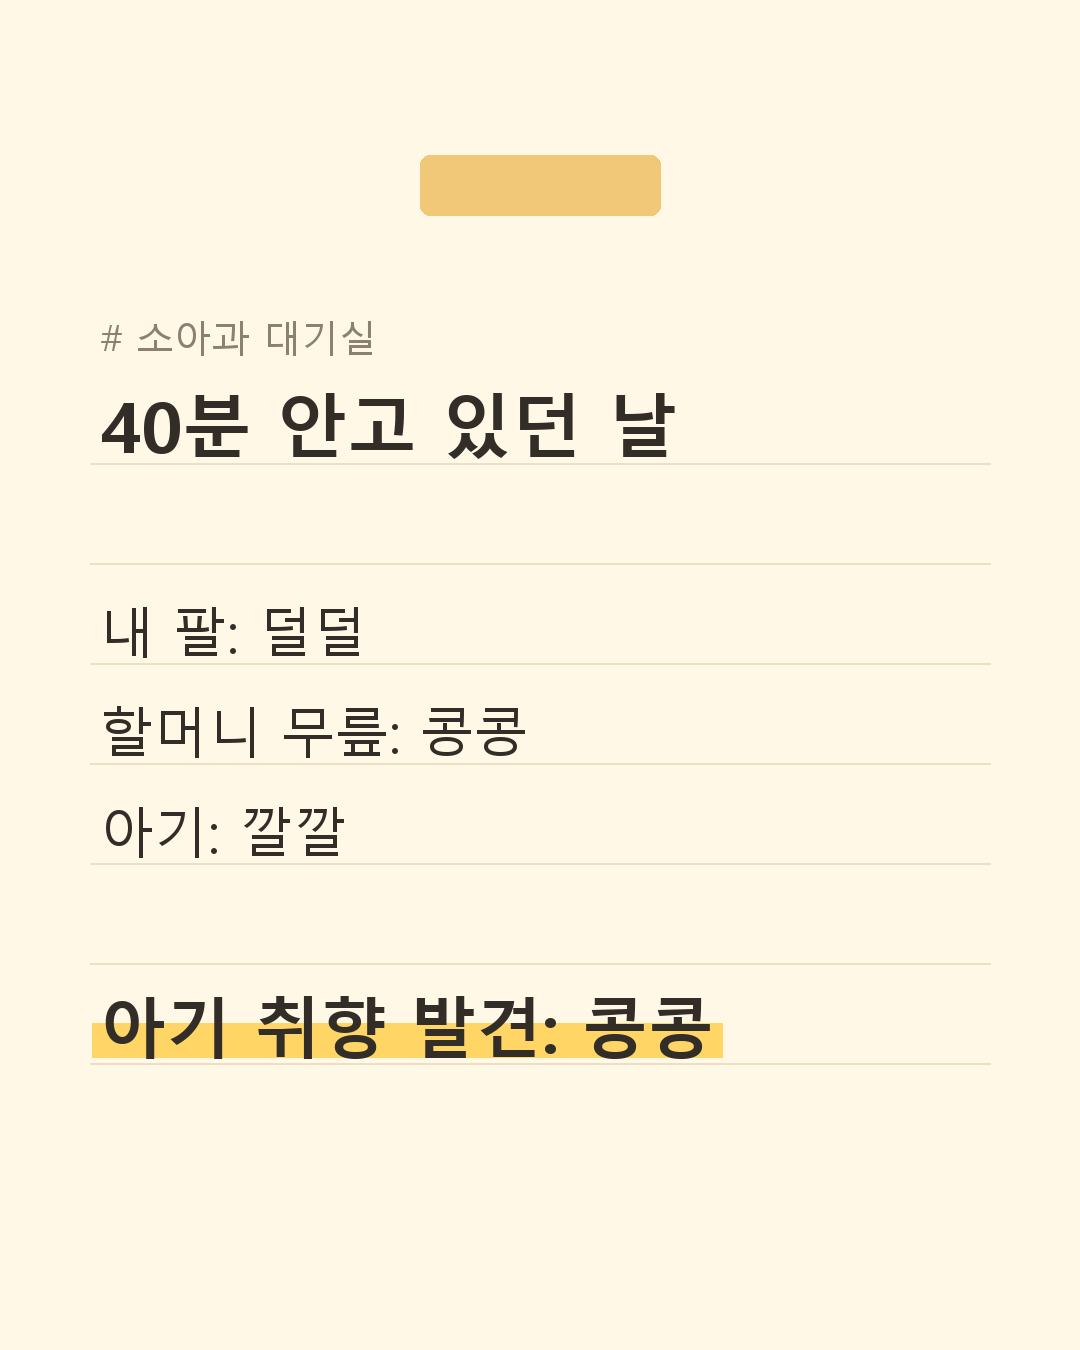 # 소아과 대기실
40분 안고 있던 날
내 팔: 덜덜
할머니 무릎: 콩콩
아기: 깔깔
아기 취향 발견: 콩콩